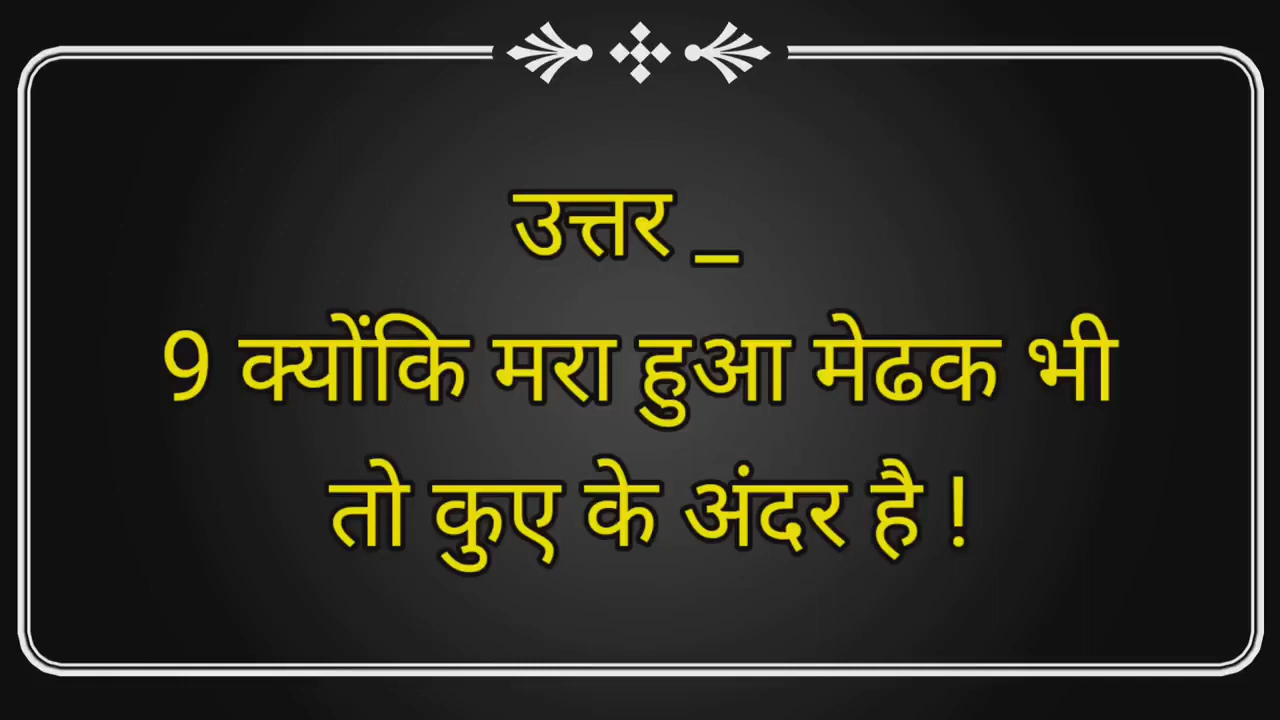 उत्तर _
9 क्योंकि मरा हुआ मेढक भी
तो कुए के अंदर है !